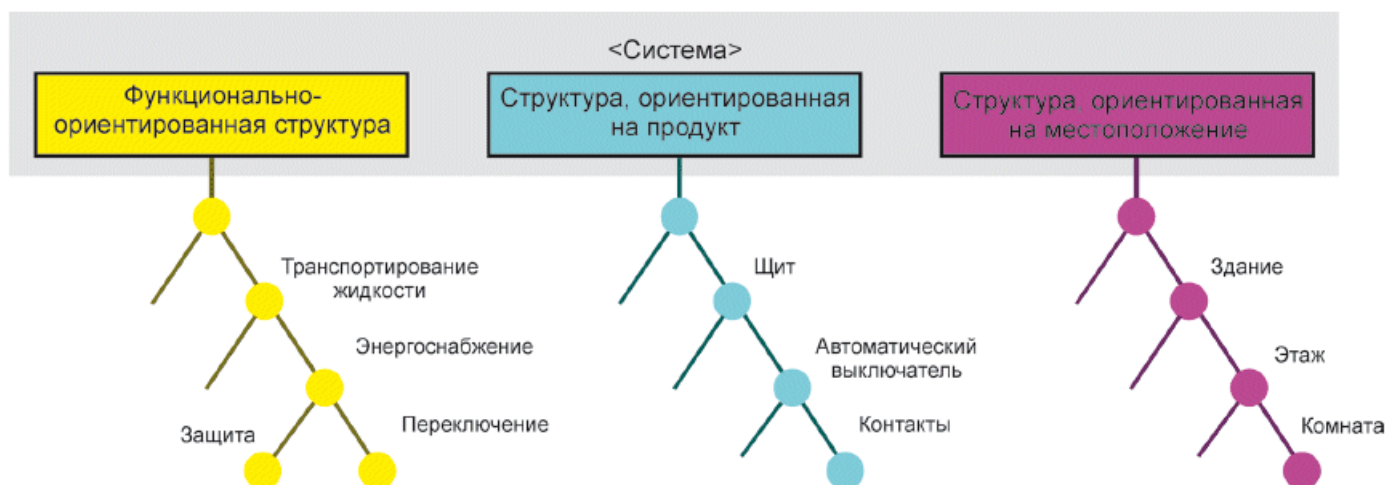 <Система>
Функционально-
ориентированная структура
Структура, ориентированная
на продукт
Структура, ориентированная
на местоположение
Транспортирование
жидкости
Энергоснабжение
Защита
Переключение
Щит
Автоматический
выключатель
Контакты
Здание
Этаж
Комната